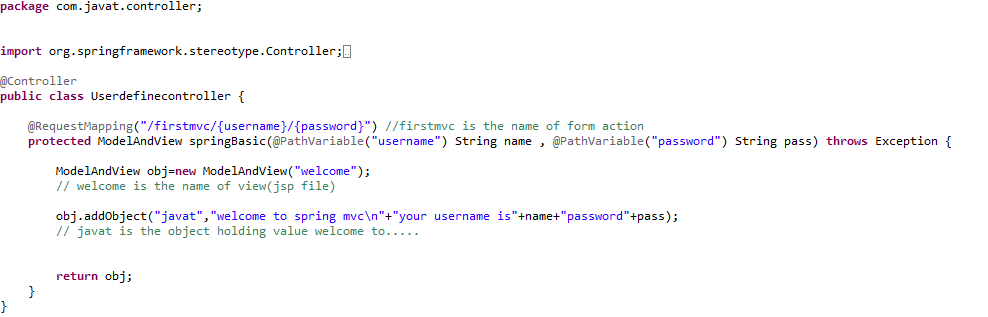 package com.javat.controller;
import org.springframework.stereotype.Controller;
@Controller
public class Userdefinecontroller {
@RequestMapping("/firstmvc/{username}/{password}") //firstmvc is the name of form action
protected ModelAndView springBasic(@PathVariable("username") String name , @PathVariable("password") String pass) throws Exception {
ModelAndView obj=new ModelAndView("welcome");
// welcome is the name of view(jsp file)
obj.addObject("javat","welcome to spring mvc\n"+"your username is"+name+"password"+pass);
// javat is the object holding value welcome to.....
return obj;
}
}